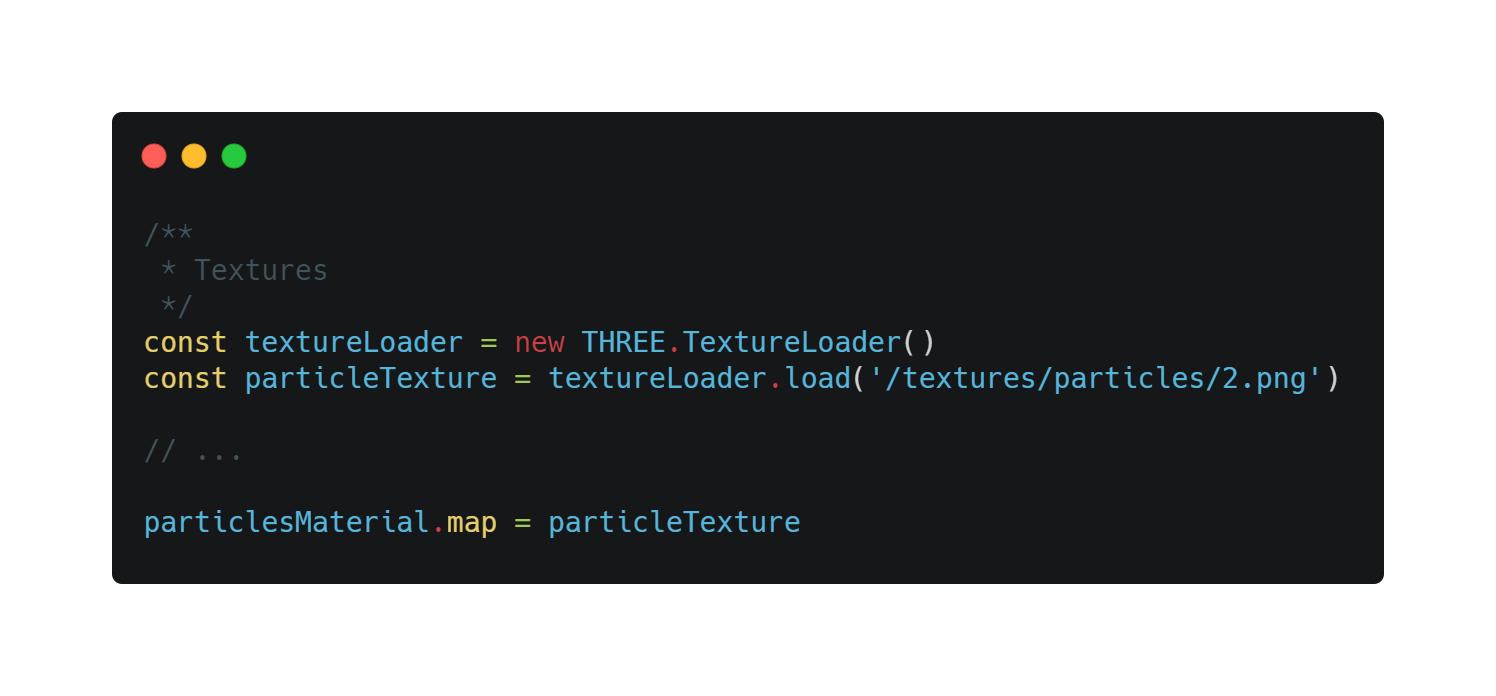 /**
 * Textures
 */
const textureLoader = new THREE.TextureLoader()
const particleTexture = textureLoader.load('/textures/particles/2.png')
// ...
particlesMaterial.map = particleTexture